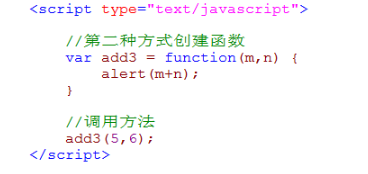 <script type="text/javascript">
//第二种方式创建函数
var add3 = function(m,n) {
alert(m+n);
}
//调用方法
add3(5,6);
</script>